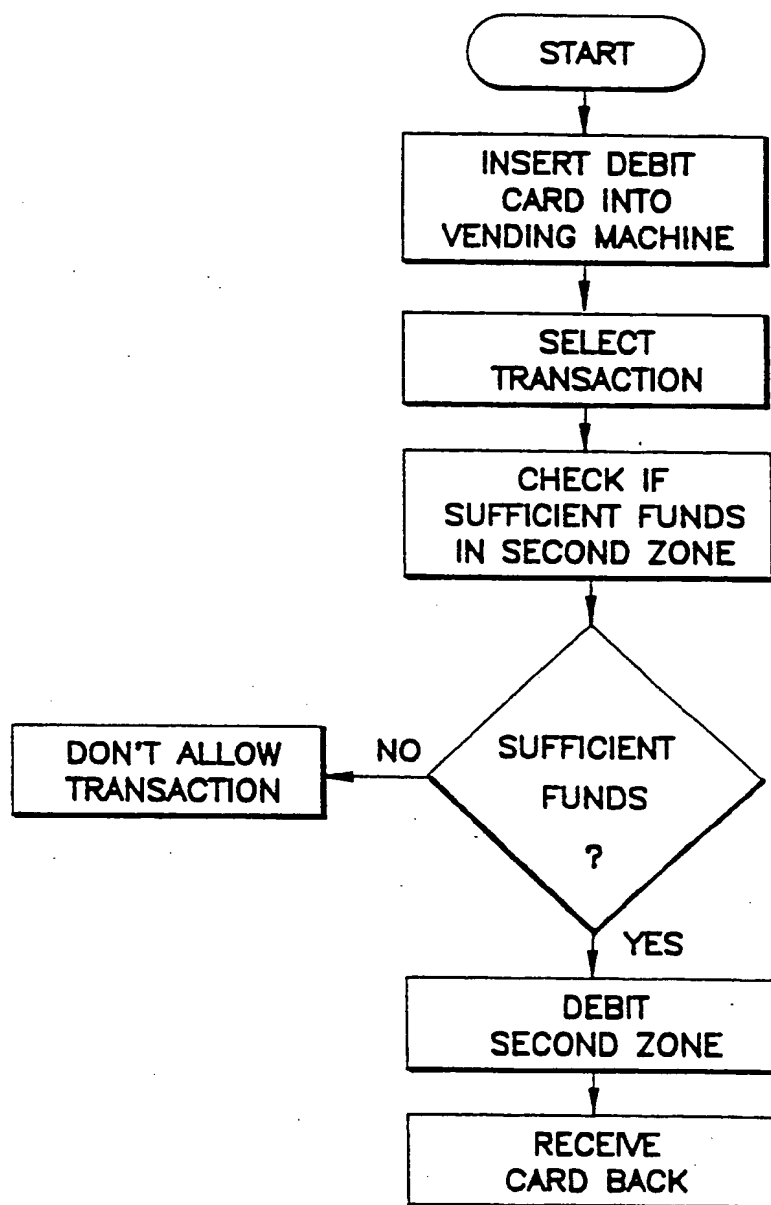 START
INSERT DEBIT
CARD INTO
VENDING MACHINE
SELECT
TRANSACTION
CHECK IF
SUFFICIENT FUNDS
IN SECOND ZONE
SUFFICIENT
FUNDS
?
NO
DON'T ALLOW
TRANSACTION
YES
DEBIT
SECOND ZONE
RECEIVE
CARD BACK